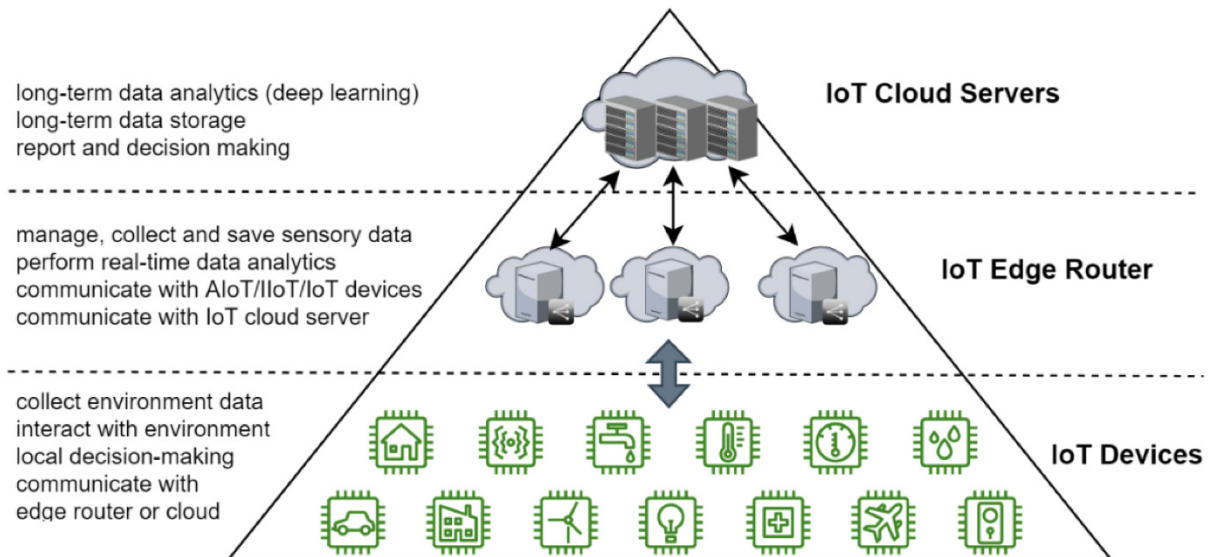 long-term data analytics (deep learning)
long-term data storage
report and decision making
IoT Cloud Servers
manage, collect and save sensory data
perform real-time data analytics
communicate with AIoT/IIoT/IoT devices
communicate with IoT cloud server
IoT Edge Router
collect environment data
interact with environment
local decision-making
communicate with
edge router or cloud
IoT Devices